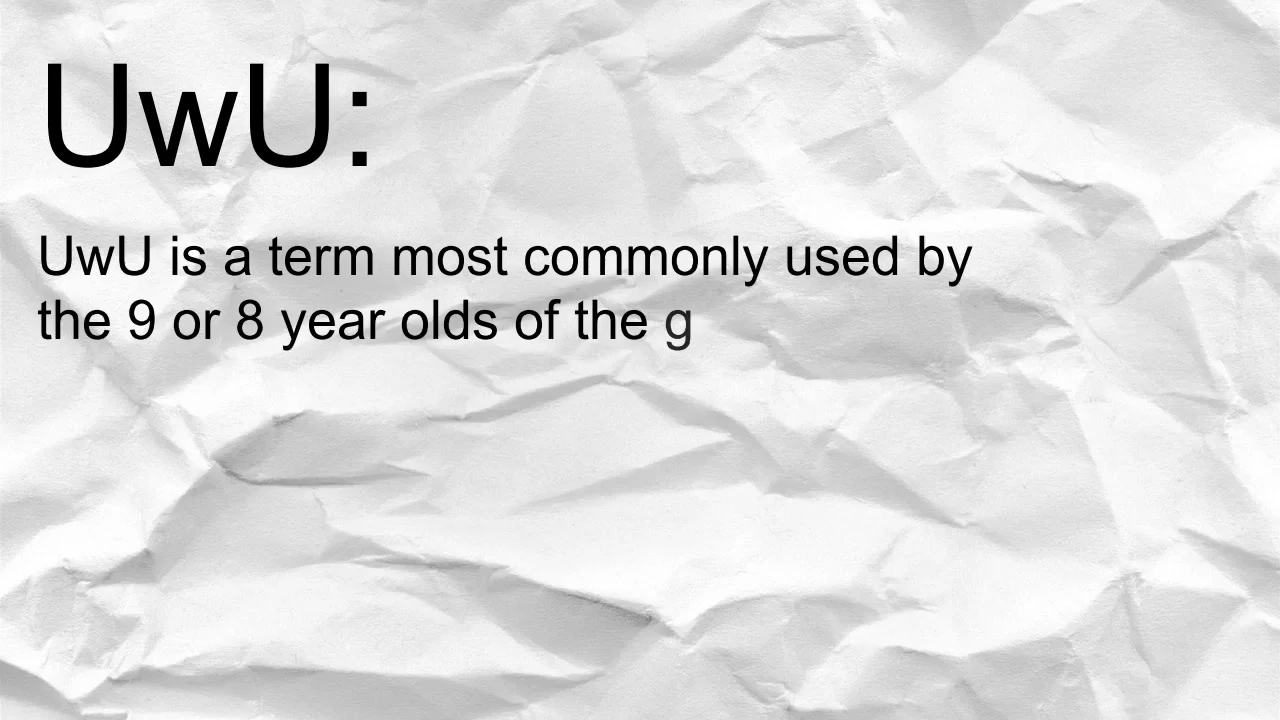 UwU:
UwU is a term most commonly used by
the 9 or 8 year olds of the g